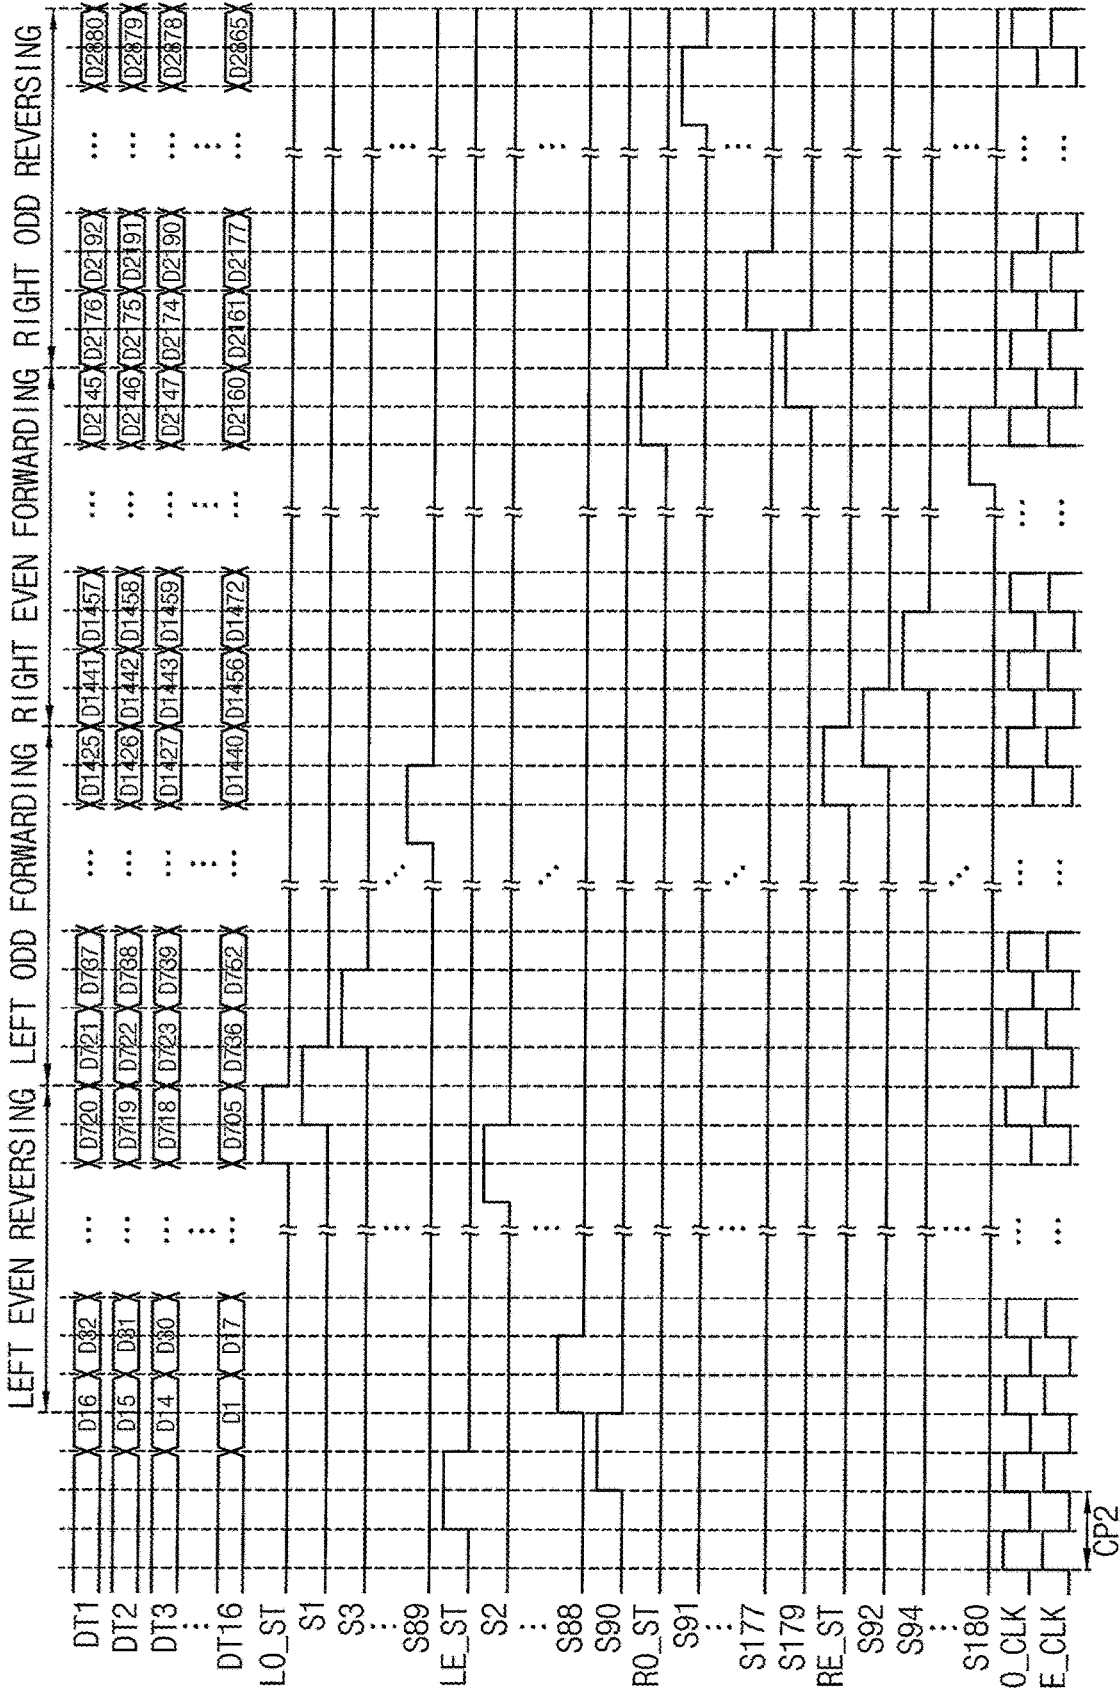 LEFT EVEN REVERSING LEFT ODD FORWARDING RIGHT EVEN FORWARDING RIGHT ODD REVERSING
DT1 D16 D32 ... D720 D721 D737 ... D1425 D1441 D1457 ... D2145 D2176 D2192 ... D2880
DT2 D15 D31 ... D719 D722 D738 ... D1426 D1442 D1458 ... D2146 D2175 D2191 ... D2879
DT3 D14 D30 ... D718 D723 D739 ... D1427 D1443 D1459 ... D2147 D2174 D2190 ... D2878
DT16 D1 D17 ... D705 D736 D752 ... D1440 D1456 D1472 ... D2160 D2161 D2177 ... D2865
LO_ST
S1
S3
S89
LE_ST
S2
S88
S90
RO_ST
S91
S177
S179
RE_ST
S92
S94
S180
O_CLK ... ... ... ...
E_CLK ... ... ... ...
CP2